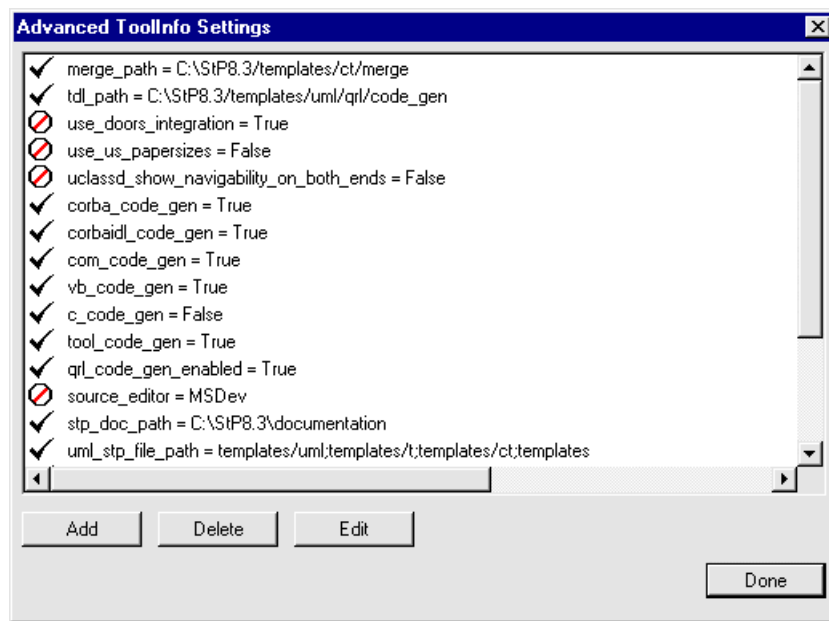 Advanced ToolInfo Settings
merge_path = C:\StP8.3/templates/ct/merge
tdl_path = C:\StP8.3/templates/uml/qrl/code_gen
use_doors_integration = True
use_us_papersizes = False
uclassd_show_navigability_on_both_ends = False
corba_code_gen = True
corbaidl_code_gen = True
com_code_gen = True
vb_code_gen = True
c_code_gen = False
tool_code_gen = True
qrl_code_gen_enabled = True
source_editor = MSDev
stp_doc_path = C:\StP8.3\documentation
uml_stp_file_path = templates/uml;templates/t;templates/ct;templates
Add Delete Edit
Done